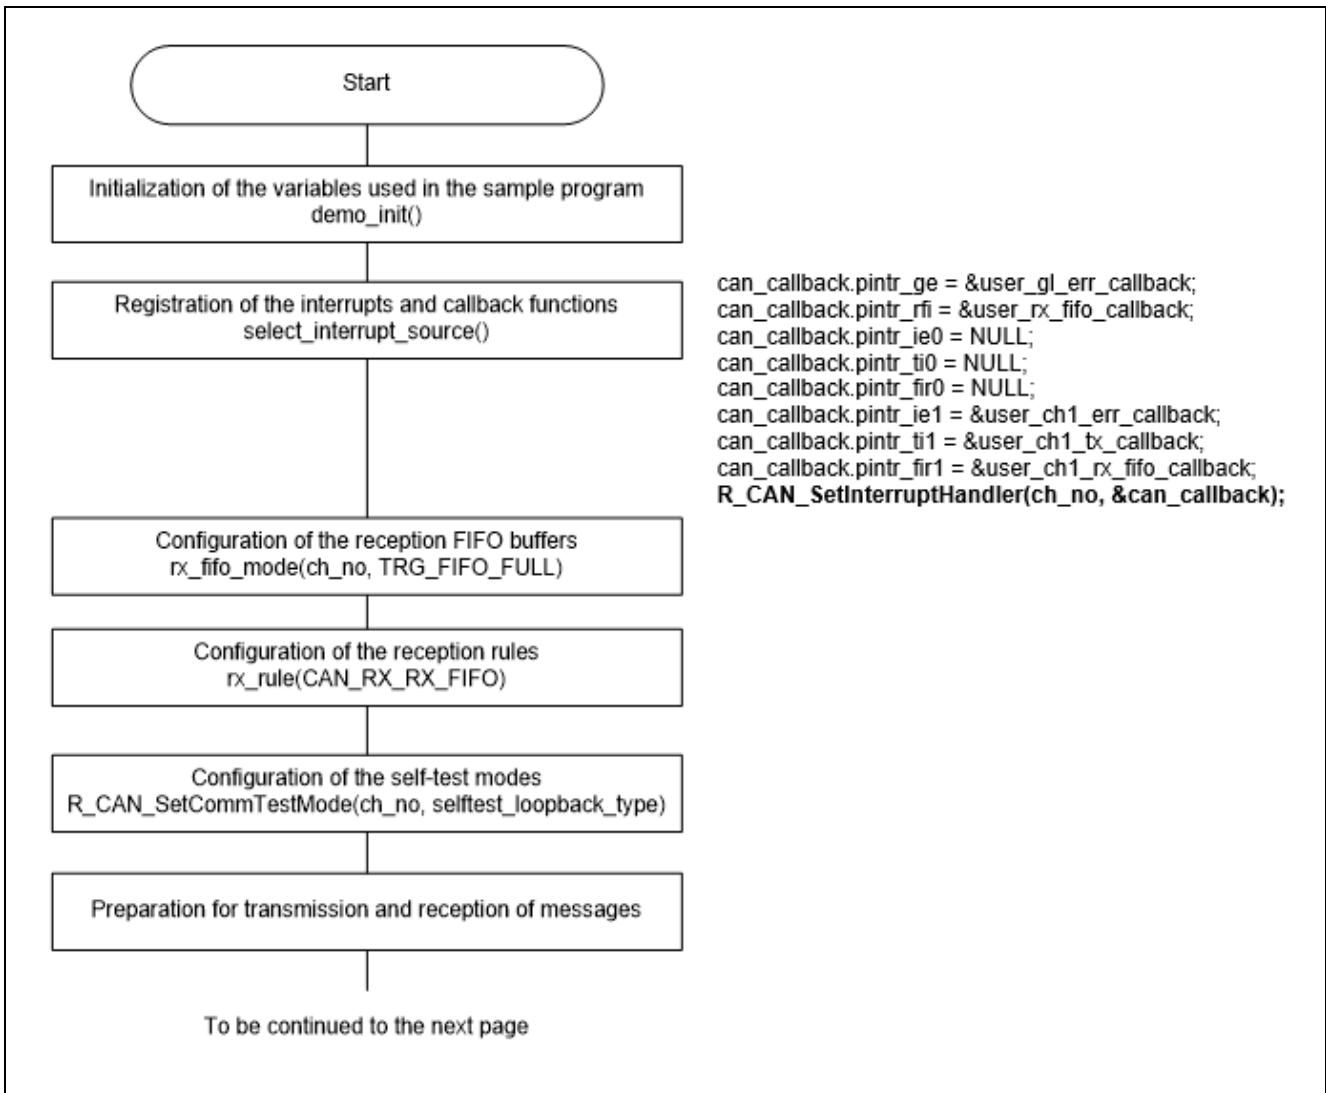 Start
Initialization of the variables used in the sample program
demo_init()
Registration of the interrupts and callback functions
select_interrupt_source()
can_callback.pintr_ge = &user_gl_err_callback;
can_callback.pintr_rfi = &user_rx_fifo_callback;
can_callback.pintr_ie0 = NULL;
can_callback.pintr_ti0 = NULL;
can_callback.pintr_fir0 = NULL;
can_callback.pintr_ie1 = &user_ch1_err_callback;
can_callback.pintr_ti1 = &user_ch1_tx_callback;
can_callback.pintr_fir1 = &user_ch1_rx_fifo_callback;
R_CAN_SetInterruptHandler(ch_no, &can_callback);
Configuration of the reception FIFO buffers
rx_fifo_mode(ch_no, TRG_FIFO_FULL)
Configuration of the reception rules
rx_rule(CAN_RX_RX_FIFO)
Configuration of the self-test modes
R_CAN_SetCommTestMode(ch_no, selftest_loopback_type)
Preparation for transmission and reception of messages
To be continued to the next page